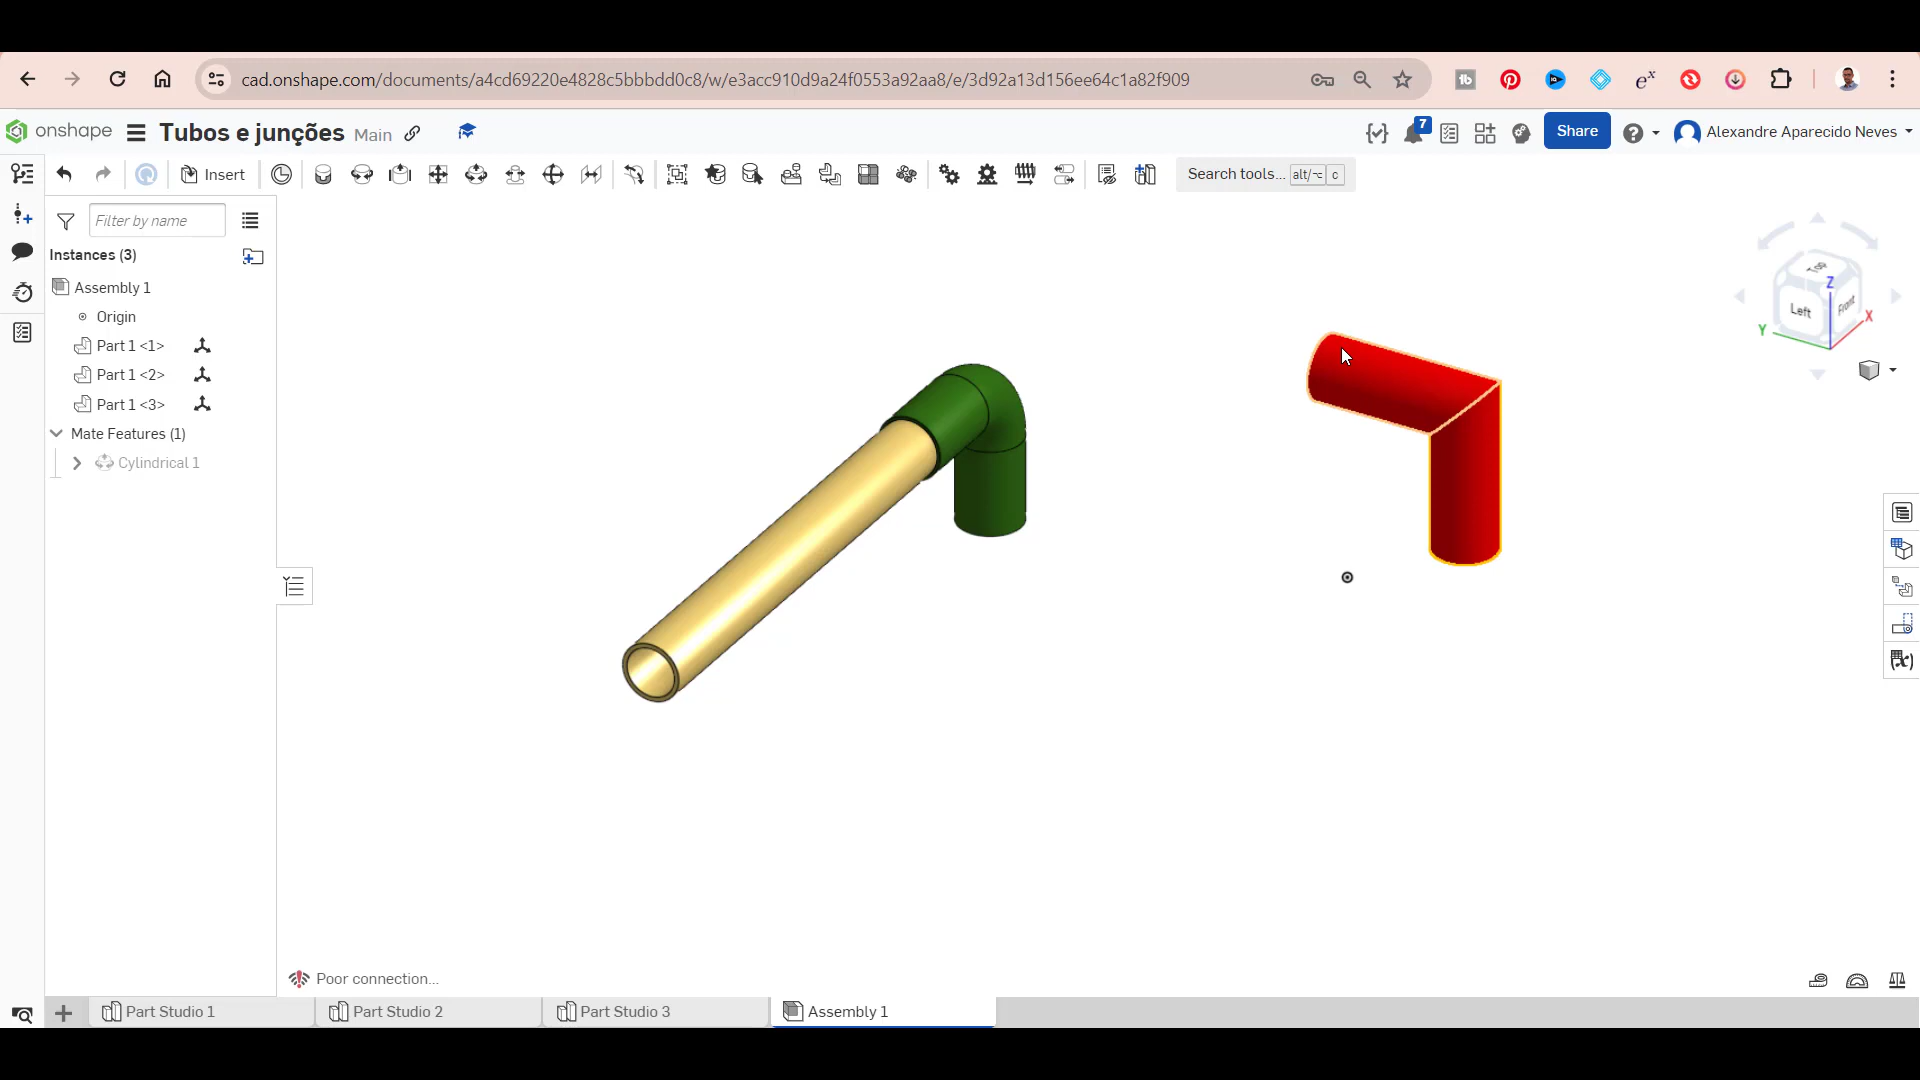 cad.onshape.com/documents/a4cd69220e4828c5bbbdd0c8/w/e3acc910d9a24f0553a92aa8/e/3d92a13d156ee64c1a82f909
onshape Tubos e junções Main 7 Share Alexandre Aparecido Neves
Insert Search tools... alt/⌥ c
Filter by name
Instances (3)
Assembly 1
Origin
Part 1 <1>
Part 1 <2>
Part 1 <3>
Mate Features (1)
Cylindrical 1
Top
Left
Front
Z
X
Y
Poor connection...
Part Studio 1 Part Studio 2 Part Studio 3 Assembly 1